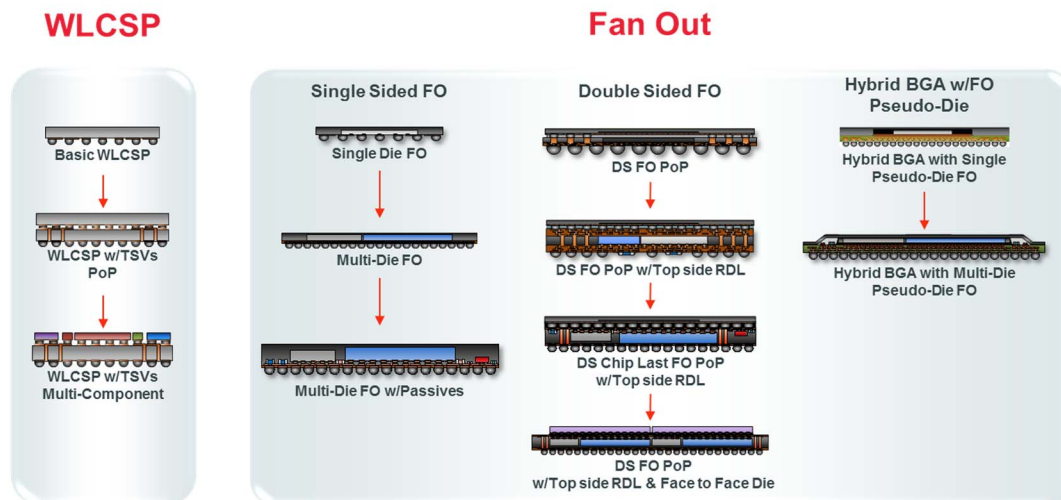 WLCSP
Fan Out
Basic WLCSP
WLCSP w/TSVs
PoP
WLCSP w/TSVs
Multi-Component
Single Sided FO
Single Die FO
Multi-Die FO
Multi-Die FO w/Passives
Double Sided FO
DS FO PoP
DS FO PoP w/Top side RDL
DS Chip Last FO PoP
w/Top side RDL
DS FO PoP
w/Top side RDL & Face to Face Die
Hybrid BGA w/FO
Pseudo-Die
Hybrid BGA with Single
Pseudo-Die FO
Hybrid BGA with Multi-Die
Pseudo-Die FO